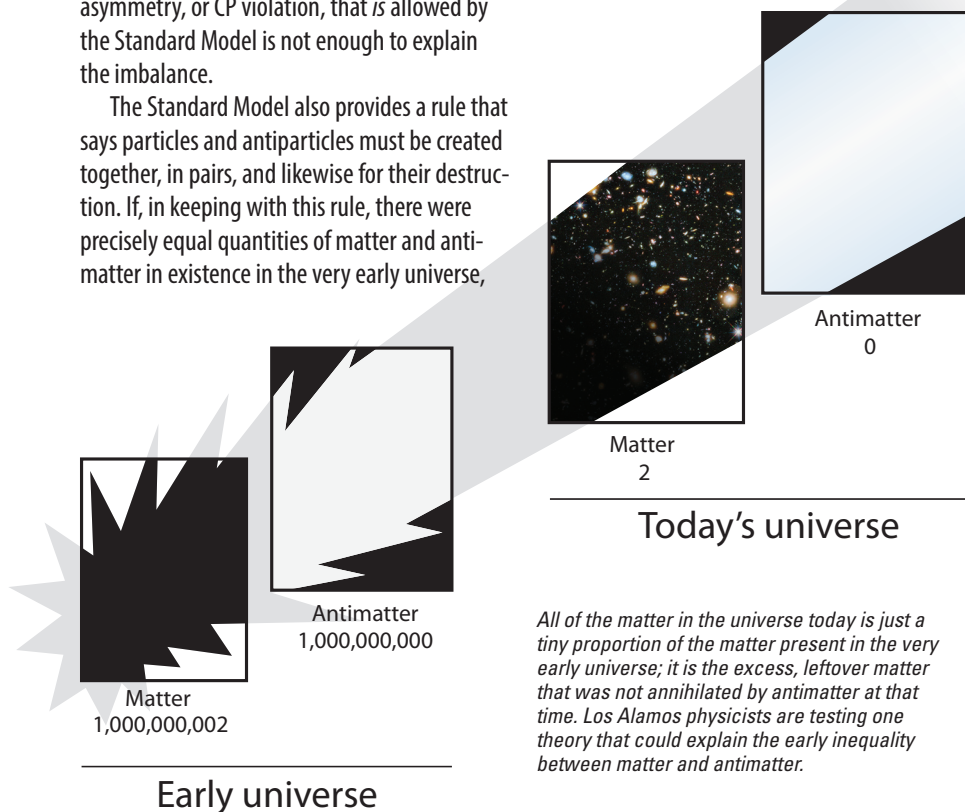 asymmetry, or CP violation, that is allowed by
the Standard Model is not enough to explain
the imbalance.
The Standard Model also provides a rule that
says particles and antiparticles must be created
together, in pairs, and likewise for their destruc-
tion. If, in keeping with this rule, there were
precisely equal quantities of matter and anti-
matter in existence in the very early universe,
Matter
1,000,000,002
Antimatter
1,000,000,000
Early universe
Matter
2
Antimatter
0
Today's universe
All of the matter in the universe today is just a
tiny proportion of the matter present in the very
early universe; it is the excess, leftover matter
that was not annihilated by antimatter at that
time. Los Alamos physicists are testing one
theory that could explain the early inequality
between matter and antimatter.